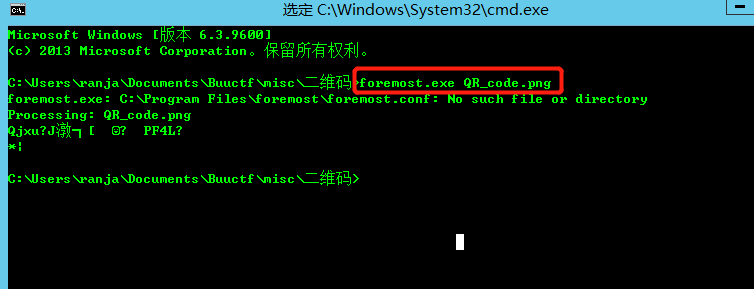 选定 C:\Windows\System32\cmd.exe
Microsoft Windows [版本 6.3.9600]
(c) 2013 Microsoft Corporation。保留所有权利。
C:\Users\ranja\Documents\Buuctf\misc\二维码>foremost.exe QR_code.png
foremost.exe: C:\Program Files\foremost\foremost.conf: No such file or directory
Processing: QR_code.png
Qjxu?J漖┑[ ☺? PF4L?
*¦
C:\Users\ranja\Documents\Buuctf\misc\二维码>